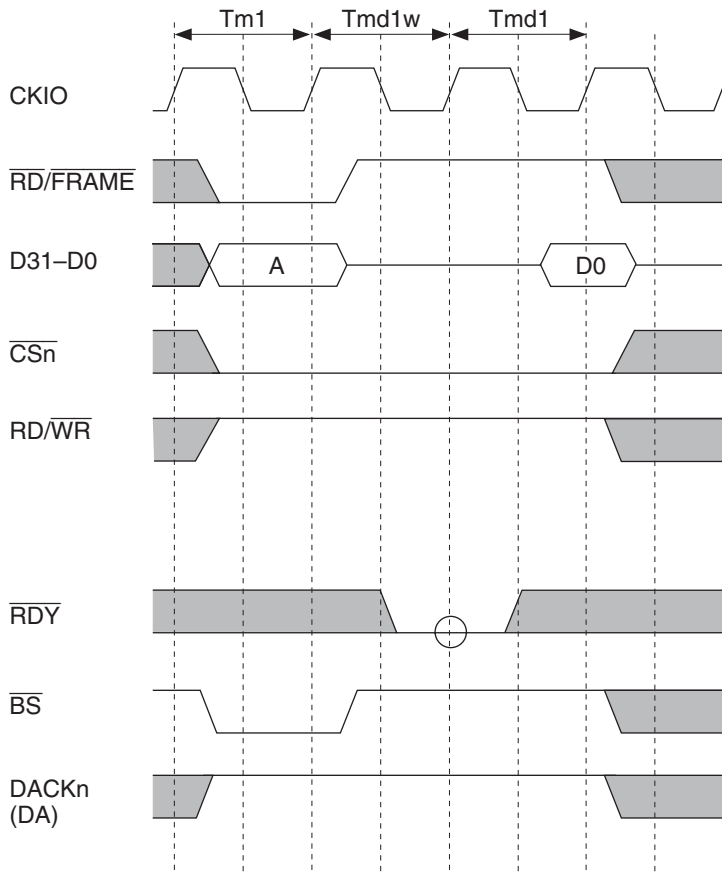 Tm1 Tmd1w Tmd1
CKIO
RD/FRAME
D31–D0 A D0
CSn
RD/WR
RDY
BS
DACKn
(DA)